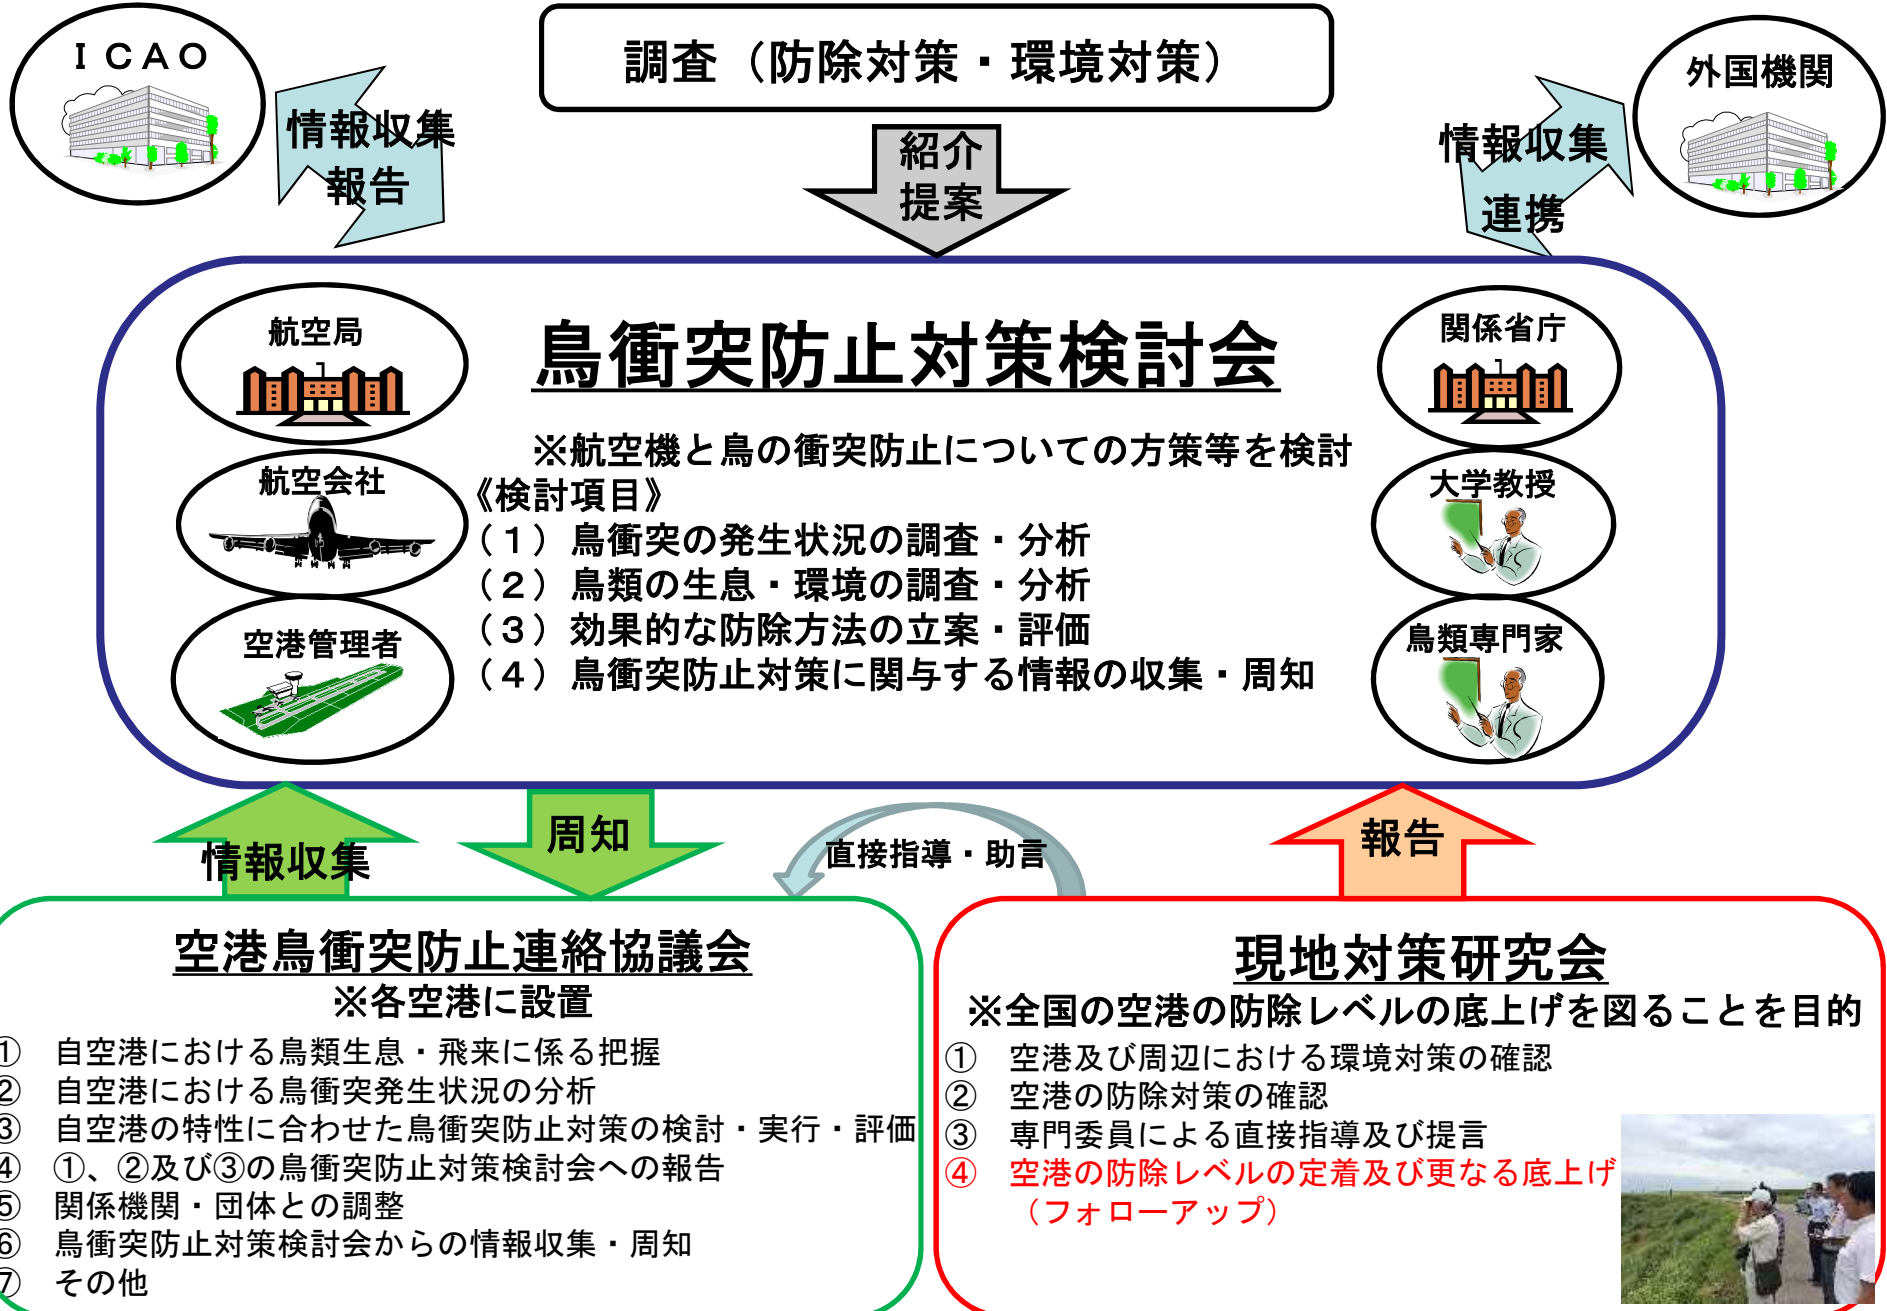 ＩＣＡＯ
情報収集
報告
調査（防除対策・環境対策）
紹介
提案
外国機関
情報収集
連携
航空局
航空会社
空港管理者
鳥衝突防止対策検討会
※航空機と鳥の衝突防止についての方策等を検討
《検討項目》
（１）鳥衝突の発生状況の調査・分析
（２）鳥類の生息・環境の調査・分析
（３）効果的な防除方法の立案・評価
（４）鳥衝突防止対策に関与する情報の収集・周知
関係省庁
大学教授
鳥類専門家
情報収集
周知
直接指導・助言
報告
空港鳥衝突防止連絡協議会
※各空港に設置
①　自空港における鳥類生息・飛来に係る把握
②　自空港における鳥衝突発生状況の分析
③　自空港の特性に合わせた鳥衝突防止対策の検討・実行・評価
④　①、②及び③の鳥衝突防止対策検討会への報告
⑤　関係機関・団体との調整
⑥　鳥衝突防止対策検討会からの情報収集・周知
⑦　その他
現地対策研究会
※全国の空港の防除レベルの底上げを図ることを目的
①　空港及び周辺における環境対策の確認
②　空港の防除対策の確認
③　専門委員による直接指導及び提言
④　空港の防除レベルの定着及び更なる底上げ
（フォローアップ）